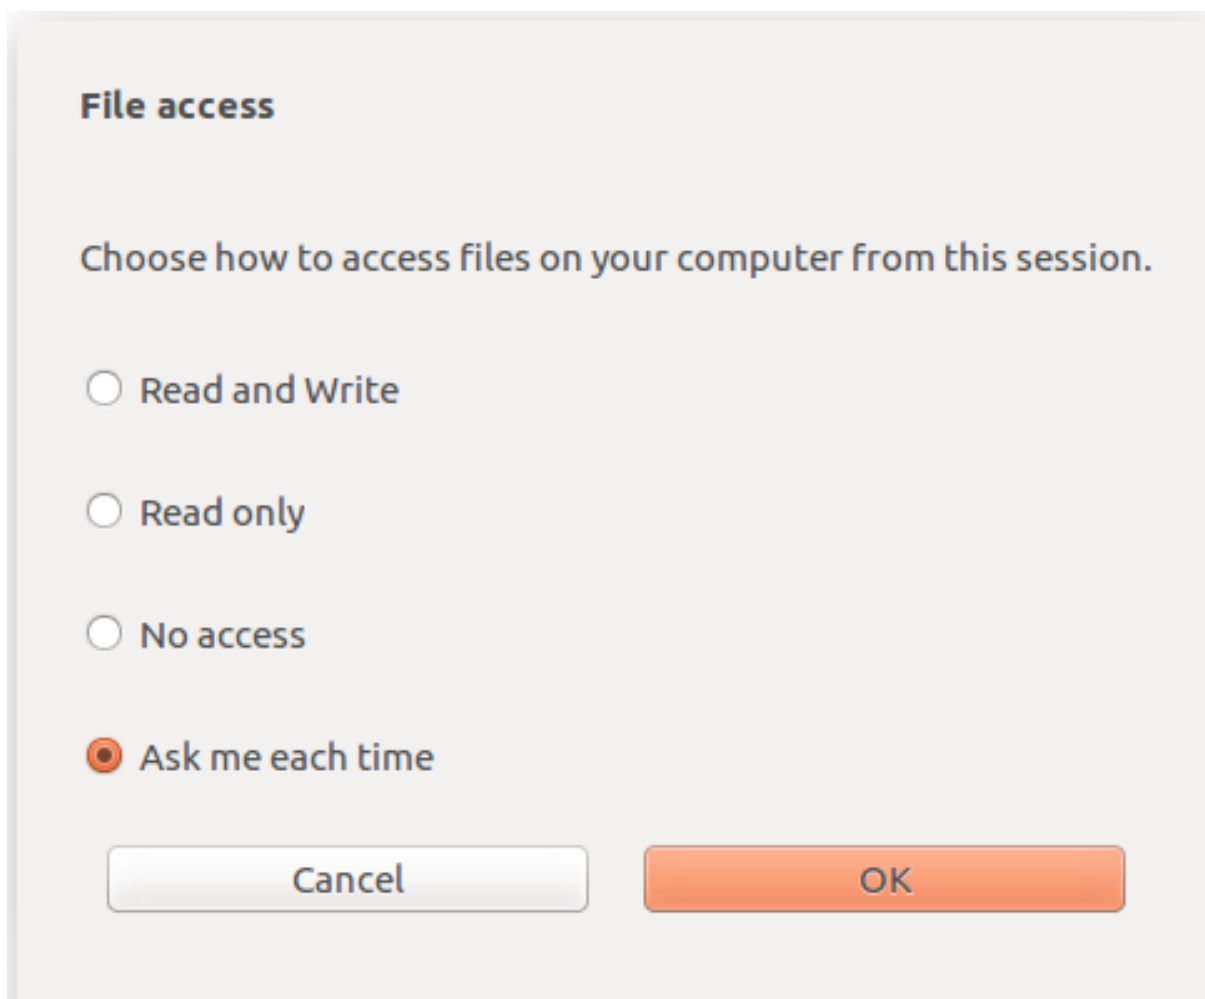 File access
Choose how to access files on your computer from this session.
Read and Write
Read only
No access
Ask me each time
Cancel
OK